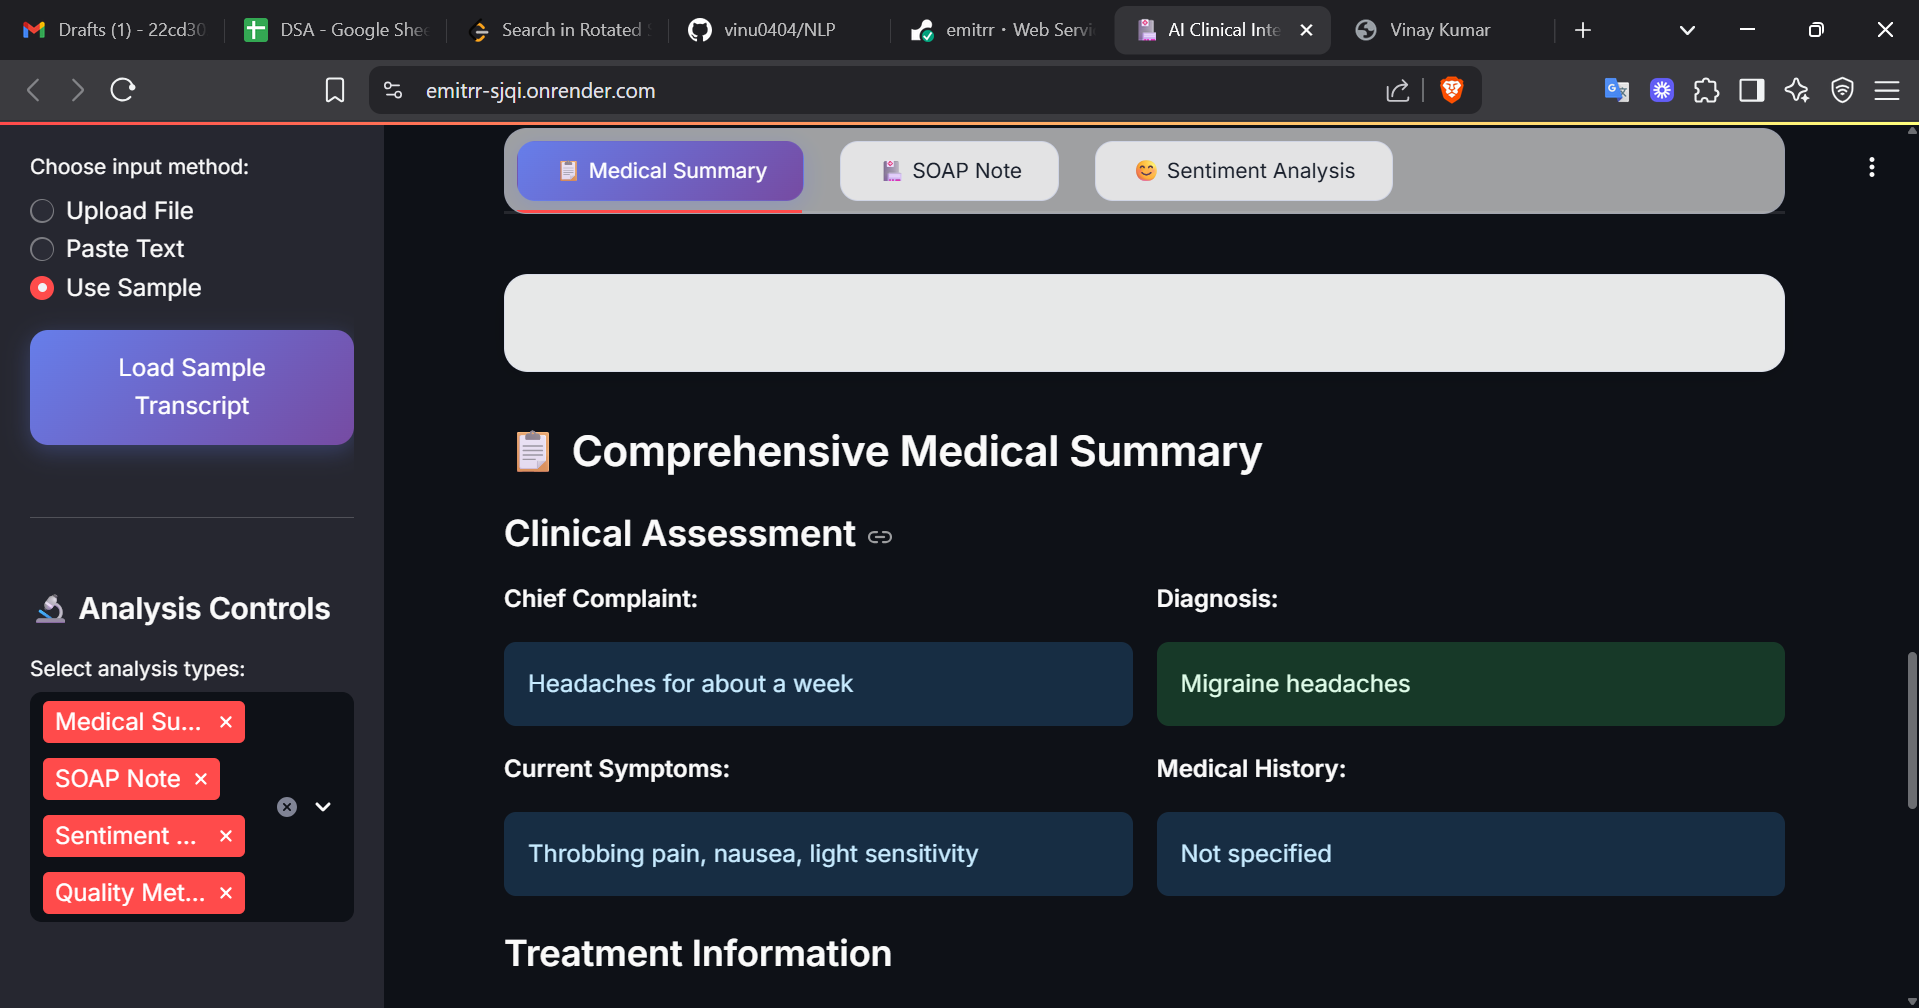 Drafts (1) - 22cd30
DSA - Google Shee
Search in Rotated S
vinu0404/NLP
emitrr • Web Servi
AI Clinical Inte
Vinay Kumar
emitrr-sjqi.onrender.com
Choose input method:
Upload File
Paste Text
Use Sample
Load Sample
Transcript
Analysis Controls
Select analysis types:
Medical Su...
SOAP Note
Sentiment ...
Quality Met...
Medical Summary
SOAP Note
Sentiment Analysis
Comprehensive Medical Summary
Clinical Assessment
Chief Complaint:
Headaches for about a week
Diagnosis:
Migraine headaches
Current Symptoms:
Throbbing pain, nausea, light sensitivity
Medical History:
Not specified
Treatment Information